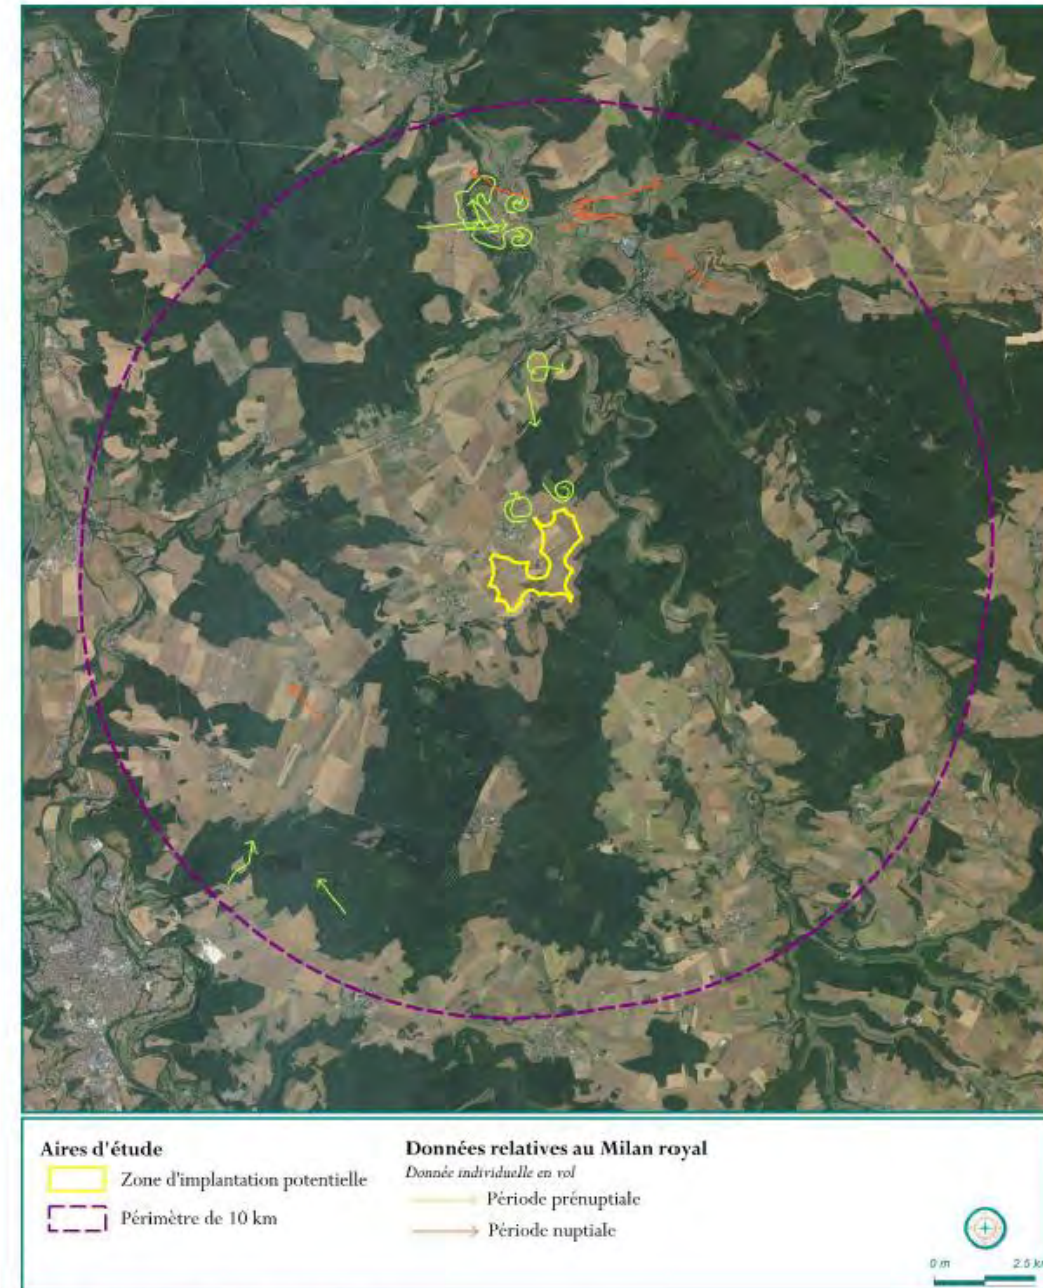 Aires d'étude
Zone d'implantation potentielle
Périmètre de 10 km
Données relatives au Milan royal
Donnée individuelle en vol
Période prénuptiale
Période nuptiale
0 m 2.5 k